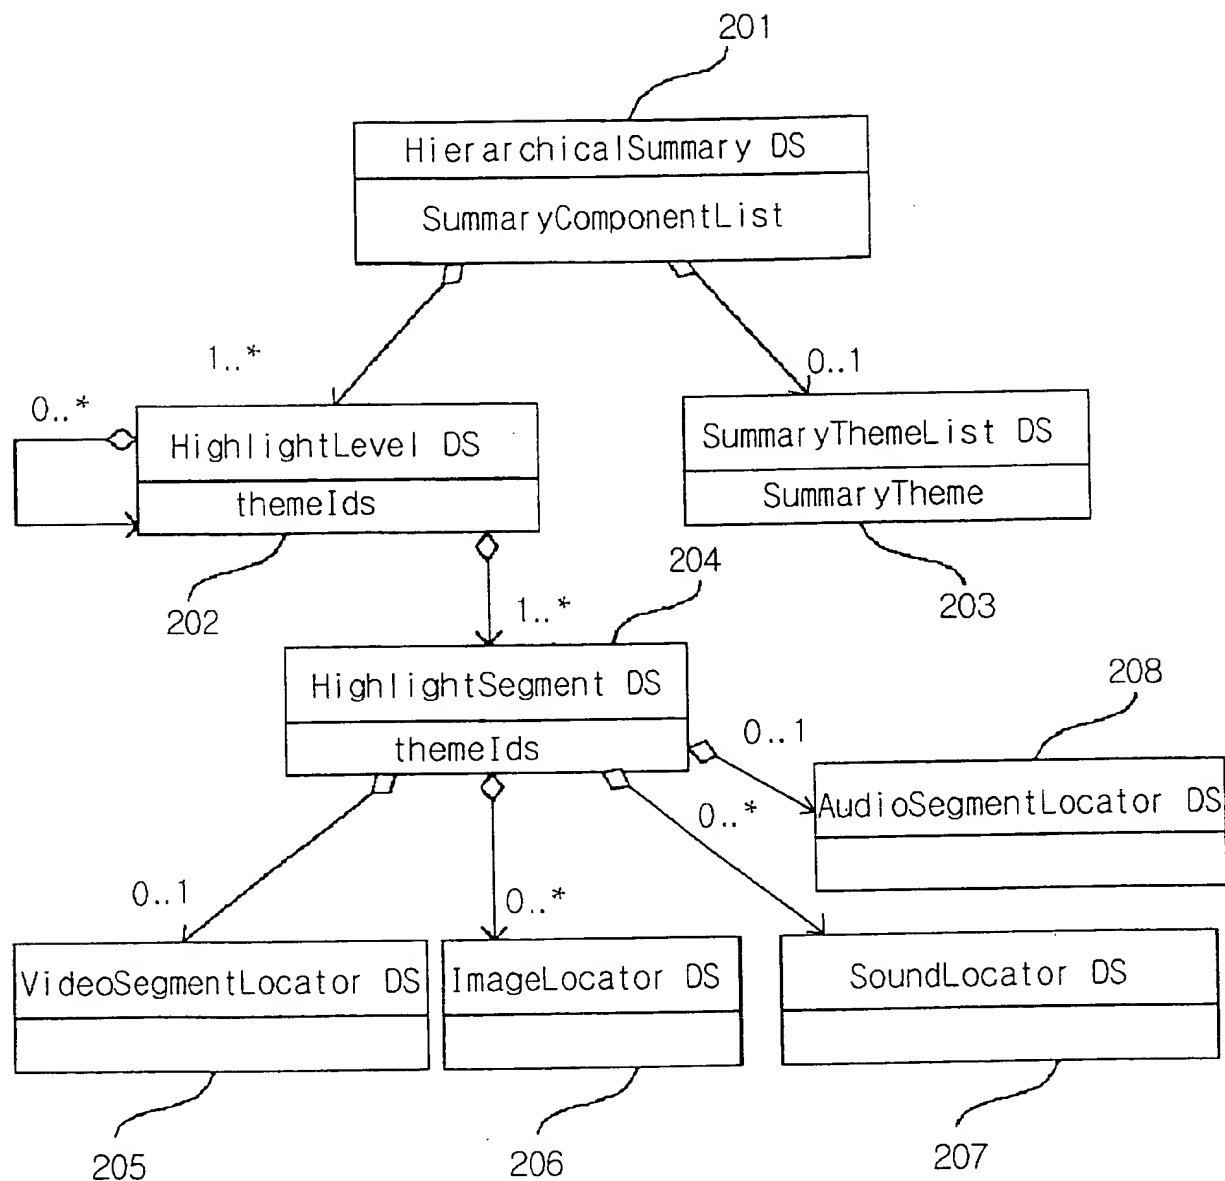 201
HierarchicalSummary DS
SummaryComponentList
1..*
0..1
0..*
HighlightLevel DS
themeIds
SummaryThemeList DS
SummaryTheme
202
204
203
1..*
HighlightSegment DS
themeIds
208
0..1
AudioSegmentLocator DS
0..*
0..1
0..*
VideoSegmentLocator DS
ImageLocator DS
SoundLocator DS
205
206
207